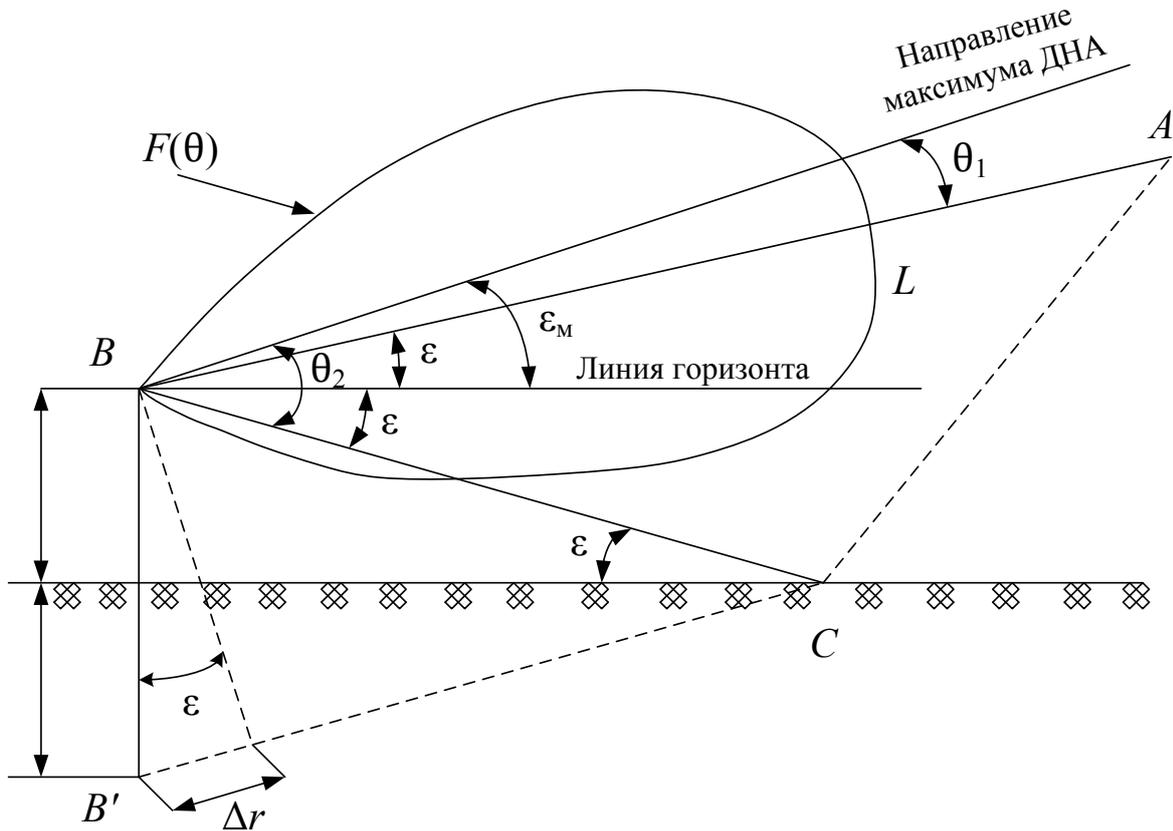 Направление
максимума ДНА
A
F(θ)
θ₁
L
εм
B
θ₂
ε
Линия горизонта
ε
ε
C
ε
B′
Δr